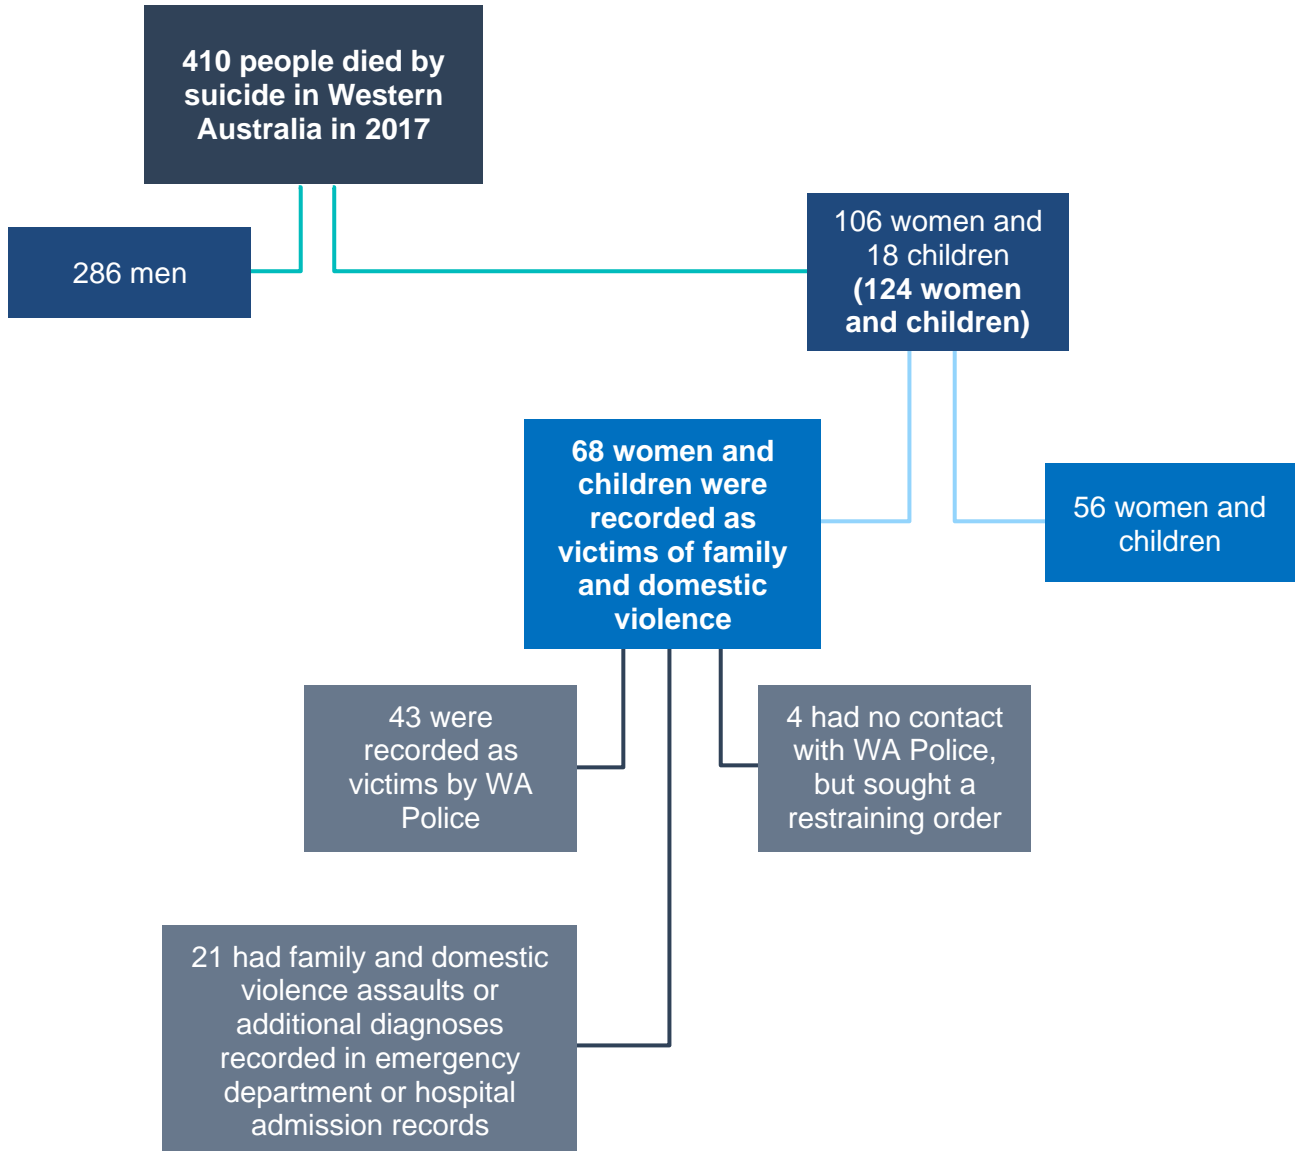 410 people died by
suicide in Western
Australia in 2017
286 men
106 women and
18 children
(124 women
and children)
68 women and
children were
recorded as
victims of family
and domestic
violence
56 women and
children
43 were
recorded as
victims by WA
Police
4 had no contact
with WA Police,
but sought a
restraining order
21 had family and domestic
violence assaults or
additional diagnoses
recorded in emergency
department or hospital
admission records